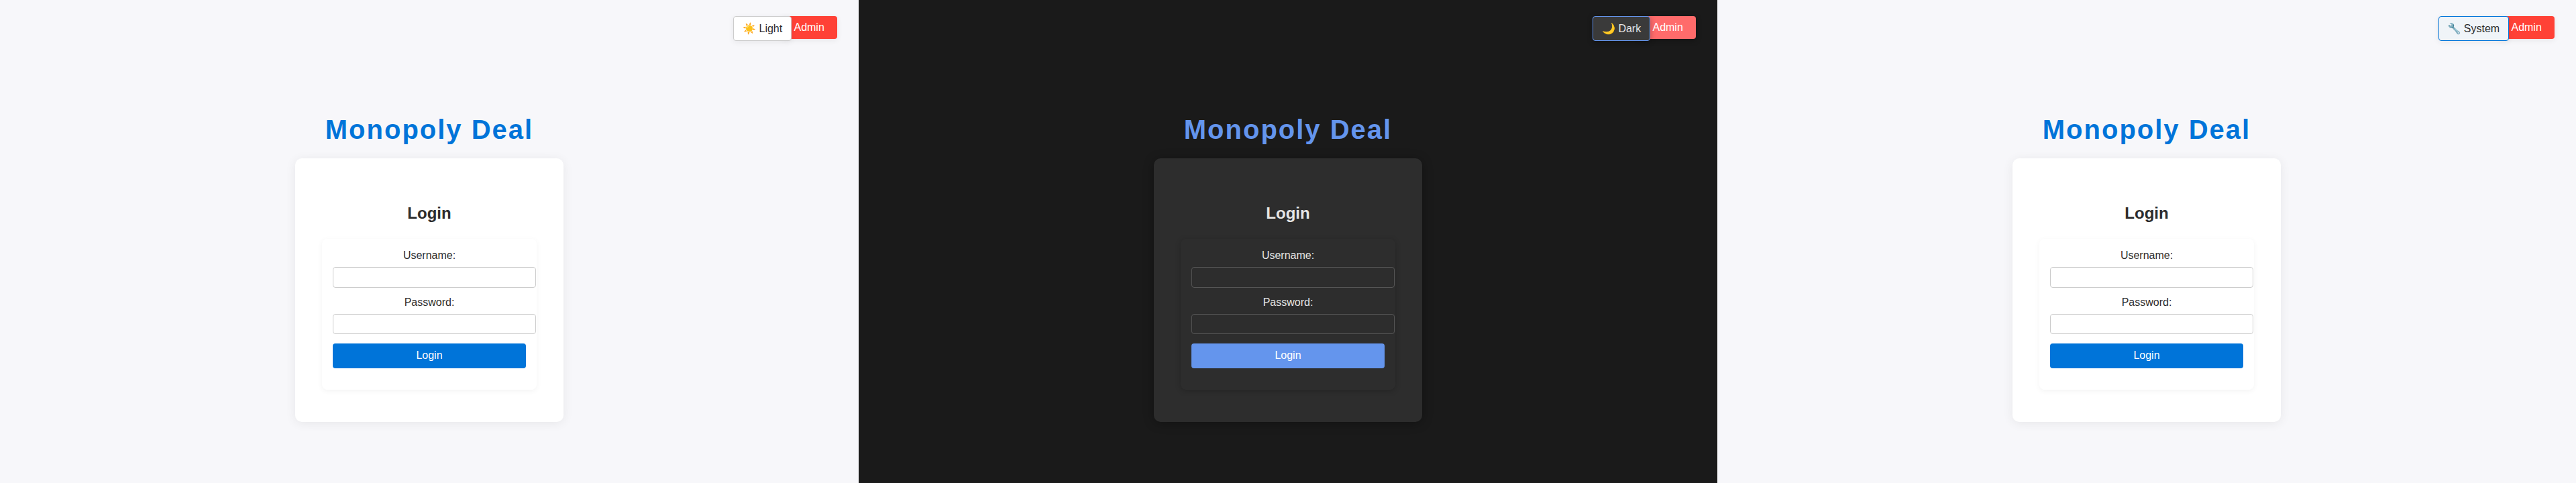 ☀️ Light Admin
Monopoly Deal
Login
Username:
Password:
Login
🌙 Dark Admin
Monopoly Deal
Login
Username:
Password:
Login
🔧 System Admin
Monopoly Deal
Login
Username:
Password:
Login